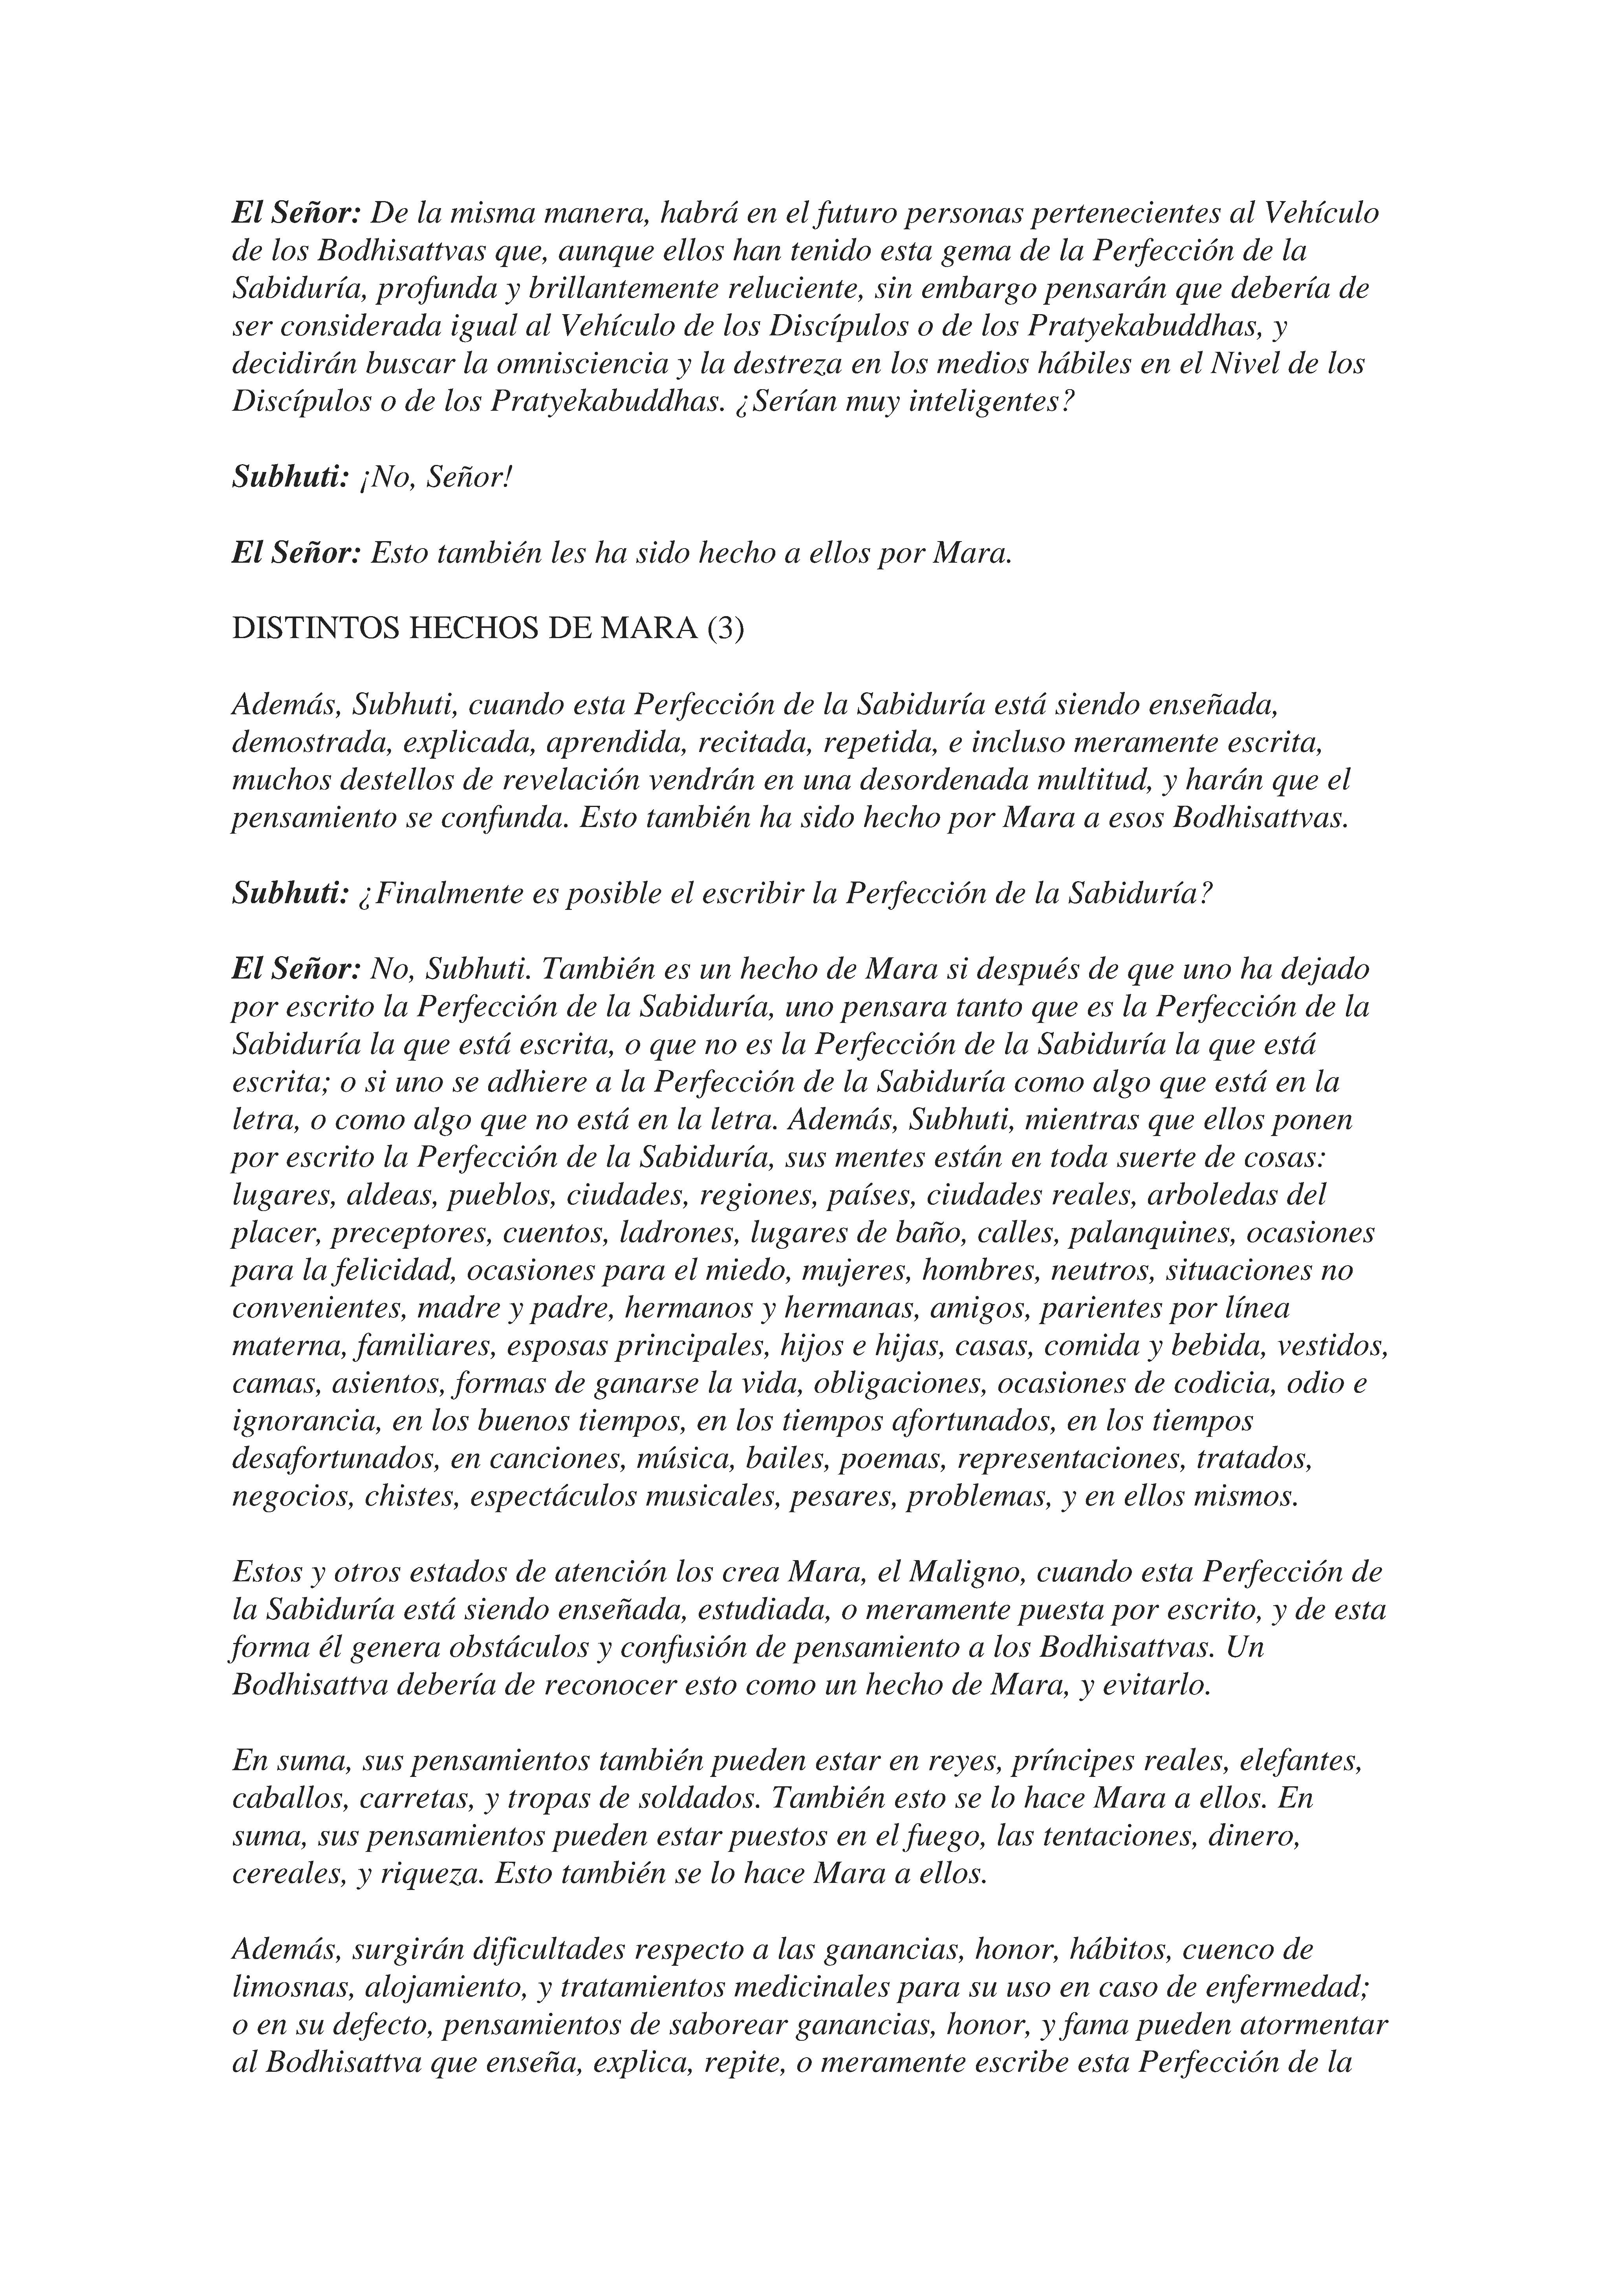 El Señor: De la misma manera, habrá en el futuro personas pertenecientes al Vehículo
de los Bodhisattvas que, aunque ellos han tenido esta gema de la Perfección de la
Sabiduría, profunda y brillantemente reluciente, sin embargo pensarán que debería de
ser considerada igual al Vehículo de los Discípulos o de los Pratyekabuddhas, y
decidirán buscar la omnisciencia y la destreza en los medios hábiles en el Nivel de los
Discípulos o de los Pratyekabuddhas. ¿Serían muy inteligentes?
Subhuti: ¡No, Señor!
El Señor: Esto también les ha sido hecho a ellos por Mara.
DISTINTOS HECHOS DE MARA (3)
Además, Subhuti, cuando esta Perfección de la Sabiduría está siendo enseñada,
demostrada, explicada, aprendida, recitada, repetida, e incluso meramente escrita,
muchos destellos de revelación vendrán en una desordenada multitud, y harán que el
pensamiento se confunda. Esto también ha sido hecho por Mara a esos Bodhisattvas.
Subhuti: ¿Finalmente es posible el escribir la Perfección de la Sabiduría?
El Señor: No, Subhuti. También es un hecho de Mara si después de que uno ha dejado
por escrito la Perfección de la Sabiduría, uno pensara tanto que es la Perfección de la
Sabiduría la que está escrita, o que no es la Perfección de la Sabiduría la que está
escrita; o si uno se adhiere a la Perfección de la Sabiduría como algo que está en la
letra, o como algo que no está en la letra. Además, Subhuti, mientras que ellos ponen
por escrito la Perfección de la Sabiduría, sus mentes están en toda suerte de cosas:
lugares, aldeas, pueblos, ciudades, regiones, países, ciudades reales, arboledas del
placer, preceptores, cuentos, ladrones, lugares de baño, calles, palanquines, ocasiones
para la felicidad, ocasiones para el miedo, mujeres, hombres, neutros, situaciones no
convenientes, madre y padre, hermanos y hermanas, amigos, parientes por línea
materna, familiares, esposas principales, hijos e hijas, casas, comida y bebida, vestidos,
camas, asientos, formas de ganarse la vida, obligaciones, ocasiones de codicia, odio e
ignorancia, en los buenos tiempos, en los tiempos afortunados, en los tiempos
desafortunados, en canciones, música, bailes, poemas, representaciones, tratados,
negocios, chistes, espectáculos musicales, pesares, problemas, y en ellos mismos.
Estos y otros estados de atención los crea Mara, el Maligno, cuando esta Perfección de
la Sabiduría está siendo enseñada, estudiada, o meramente puesta por escrito, y de esta
forma él genera obstáculos y confusión de pensamiento a los Bodhisattvas. Un
Bodhisattva debería de reconocer esto como un hecho de Mara, y evitarlo.
En suma, sus pensamientos también pueden estar en reyes, príncipes reales, elefantes,
caballos, carretas, y tropas de soldados. También esto se lo hace Mara a ellos. En
suma, sus pensamientos pueden estar puestos en el fuego, las tentaciones, dinero,
cereales, y riqueza. Esto también se lo hace Mara a ellos.
Además, surgirán dificultades respecto a las ganancias, honor, hábitos, cuenco de
limosnas, alojamiento, y tratamientos medicinales para su uso en caso de enfermedad;
o en su defecto, pensamientos de saborear ganancias, honor, y fama pueden atormentar
al Bodhisattva que enseña, explica, repite, o meramente escribe esta Perfección de la